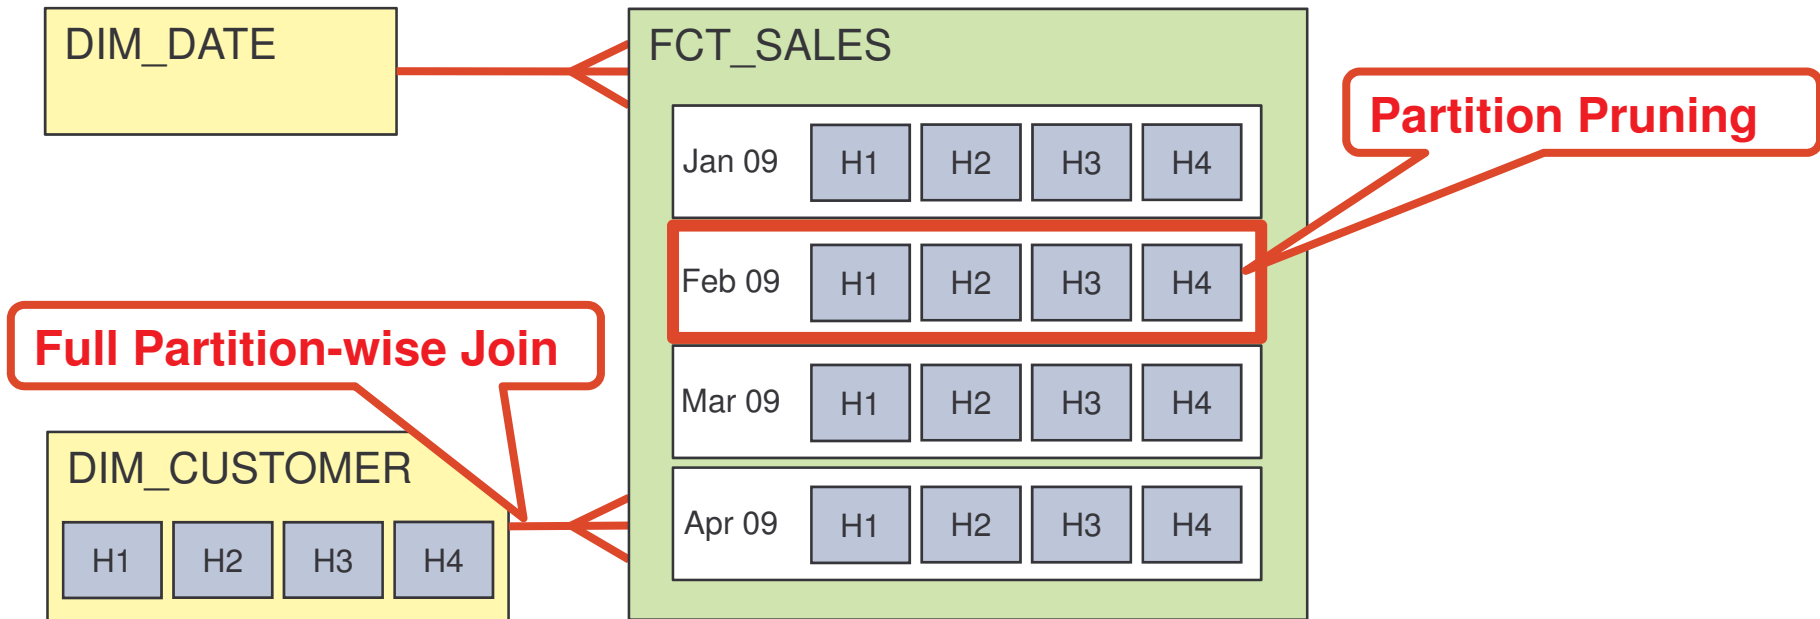 DIM_DATE
FCT_SALES
Partition Pruning
Jan 09 H1 H2 H3 H4
Feb 09 H1 H2 H3 H4
Full Partition-wise Join
Mar 09 H1 H2 H3 H4
DIM_CUSTOMER
Apr 09 H1 H2 H3 H4
H1 H2 H3 H4